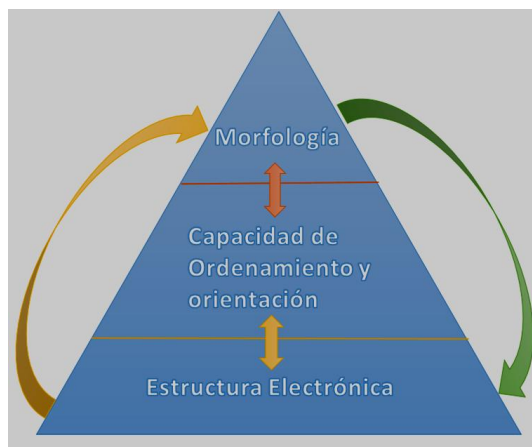 Morfología
Capacidad de
Ordenamiento y
orientación
Estructura Electrónica